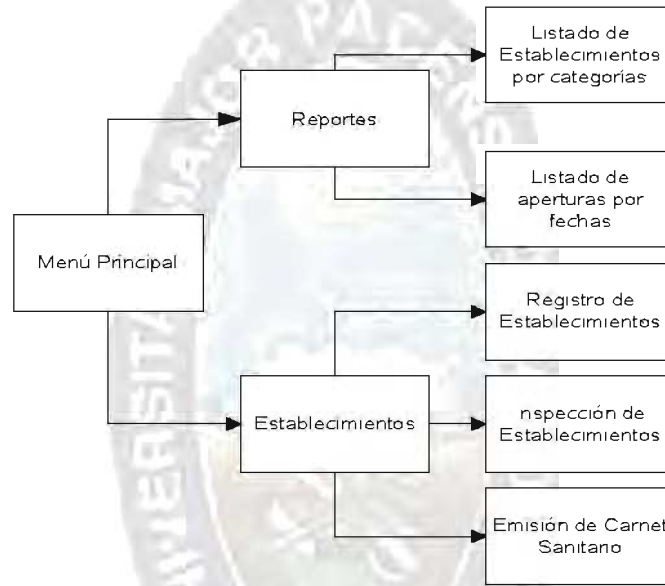 Listado de
Establecimientos
por categorías
Reportes
Listado de
aperturas por
fechas
Menú Principal
Registro de
Establecimientos
Establecimientos
nspección de
Establecimientos
Emisión de Carnet
Sanitario